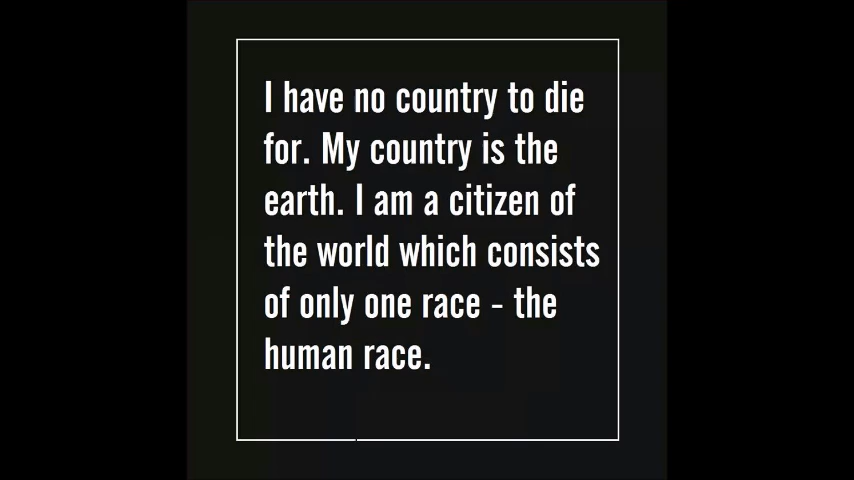 I have no country to die
for. My country is the
earth. I am a citizen of
the world which consists
of only one race - the
human race.